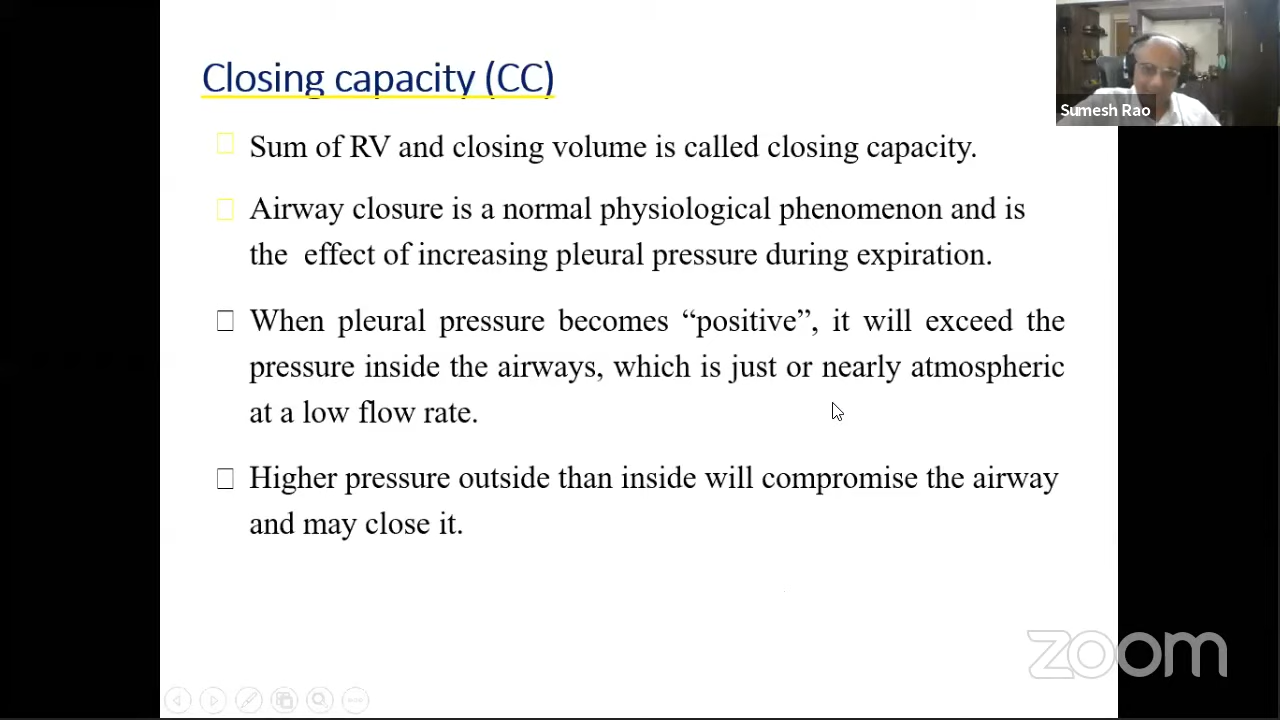 Closing capacity (CC)
Sumesh Rao
Sum of RV and closing volume is called closing capacity.
Airway closure is a normal physiological phenomenon and is
the effect of increasing pleural pressure during expiration.
When pleural pressure becomes “positive”, it will exceed the
pressure inside the airways, which is just or nearly atmospheric
at a low flow rate.
Higher pressure outside than inside will compromise the airway
and may close it.
zoom